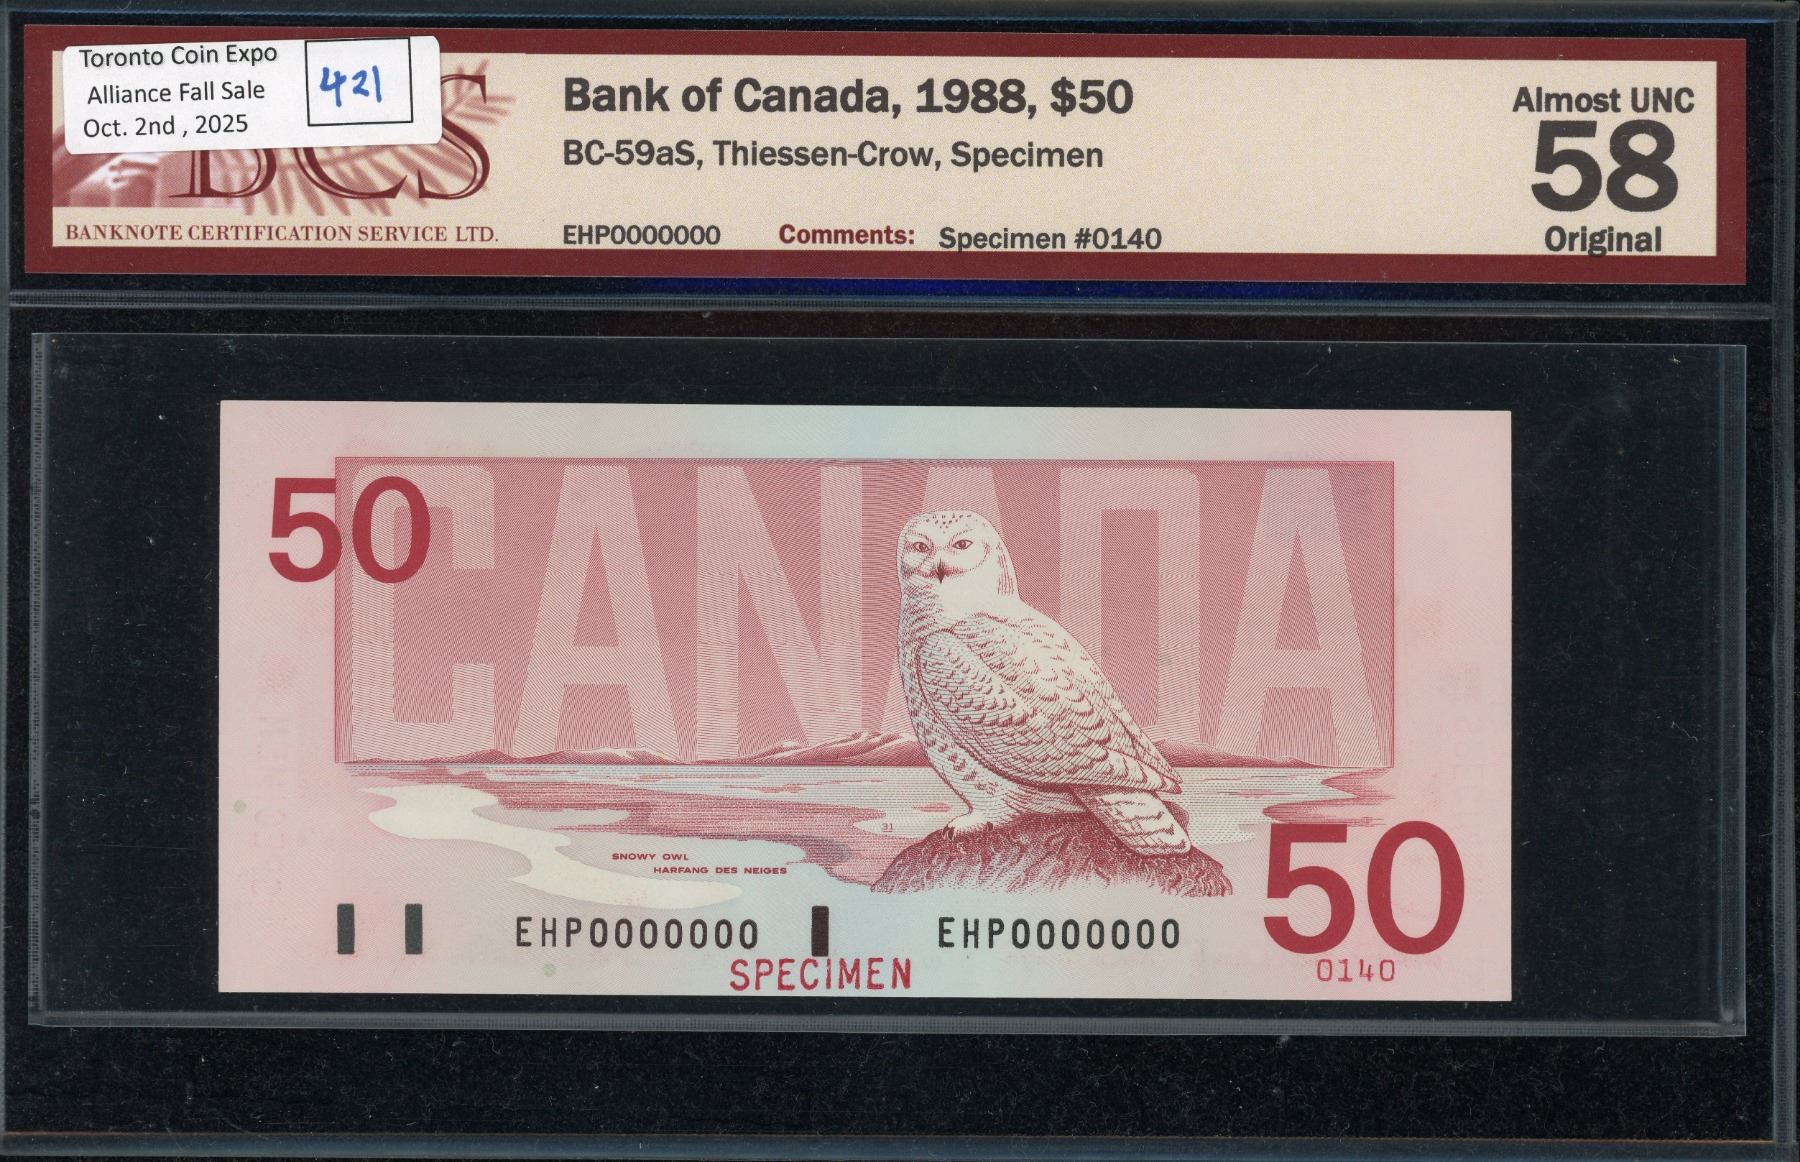 Toronto Coin Expo
Alliance Fall Sale
Oct. 2nd , 2025
421
BCS
BANKNOTE CERTIFICATION SERVICE LTD.
Bank of Canada, 1988, $50
BC-59aS, Thiessen-Crow, Specimen
EHP0000000 Comments: Specimen #0140
Almost UNC
58
Original
50
CANADA
31
SNOWY OWL
HARFANG DES NEIGES
EHP0000000 EHP0000000
50
SPECIMEN
0140